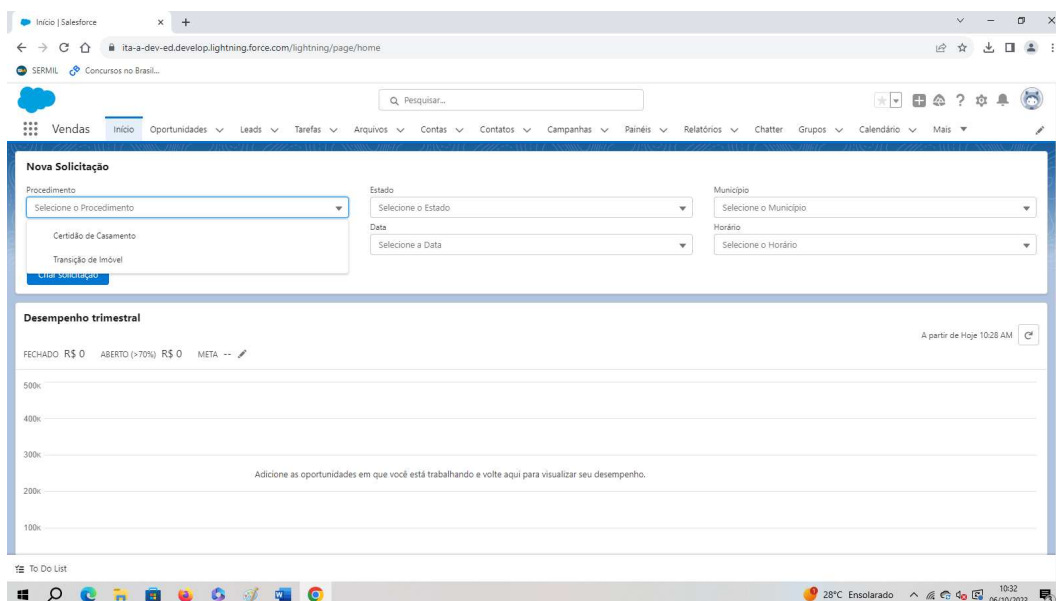 Início | Salesforce
ita-a-dev-ed.develop.lightning.force.com/lightning/page/home
SERMIL Concursos no Brasil...
Pesquisar...
Vendas Início Oportunidades Leads Tarefas Arquivos Contas Contatos Campanhas Painéis Relatórios Chatter Grupos Calendário Mais
Nova Solicitação
Procedimento Estado Município
Selecione o Procedimento Selecione o Estado Selecione o Município
Data Horário
Certidão de Casamento Selecione a Data Selecione o Horário
Transição de Imóvel
Criar solicitação
Desempenho trimestral
A partir de Hoje 10:28 AM
FECHADO R$ 0 ABERTO (>70%) R$ 0 META --
500K
400K
300K
Adicione as oportunidades em que você está trabalhando e volte aqui para visualizar seu desempenho.
200K
100K
To Do List
28°C Ensolarado 10:32
06/10/2023